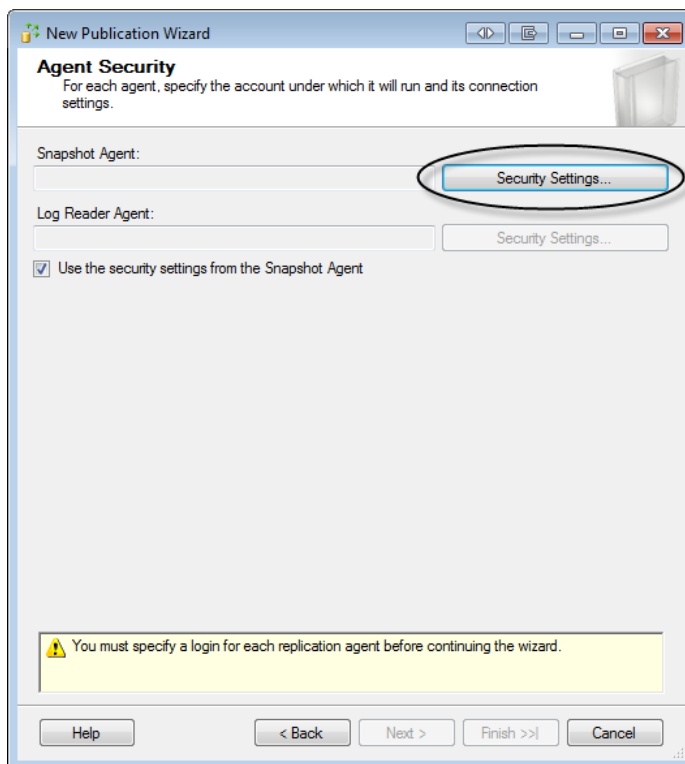 New Publication Wizard
Agent Security
For each agent, specify the account under which it will run and its connection
settings.
Snapshot Agent:
Security Settings...
Log Reader Agent:
Security Settings...
Use the security settings from the Snapshot Agent
You must specify a login for each replication agent before continuing the wizard.
Help
< Back
Next >
Finish >>|
Cancel